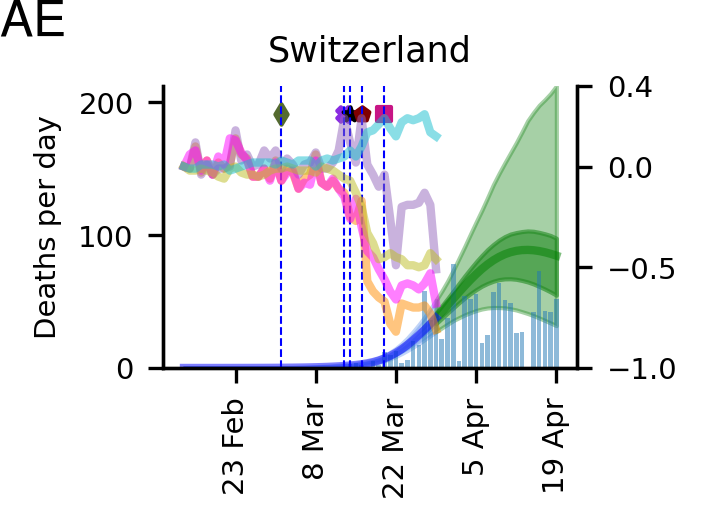 AE
Switzerland
Deaths per day
200
100
0
0.4
0.0
−0.5
−1.0
23 Feb
8 Mar
22 Mar
5 Apr
19 Apr